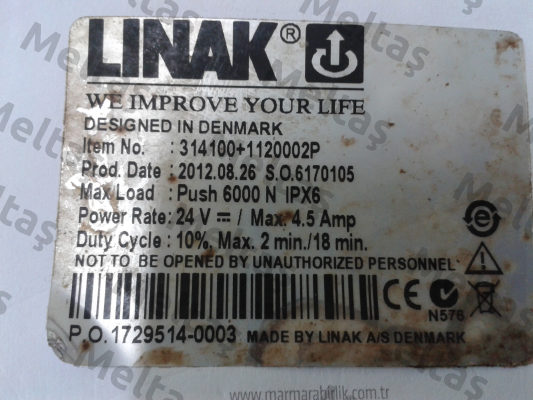 LINAK®
WE IMPROVE YOUR LIFE
DESIGNED IN DENMARK
Item No. : 314100+1120002P
Prod. Date : 2012.08.26 S.O.6170105
Max Load : Push 6000 N IPX6
Power Rate: 24 V ⎓ / Max. 4.5 Amp
Duty Cycle : 10%, Max. 2 min./18 min.
NOT TO BE OPENED BY UNAUTHORIZED PERSONNEL
CE
N576
P.O.1729514-0003 MADE BY LINAK A/S DENMARK
www.marmarabirlik.com.tr
Meltaş